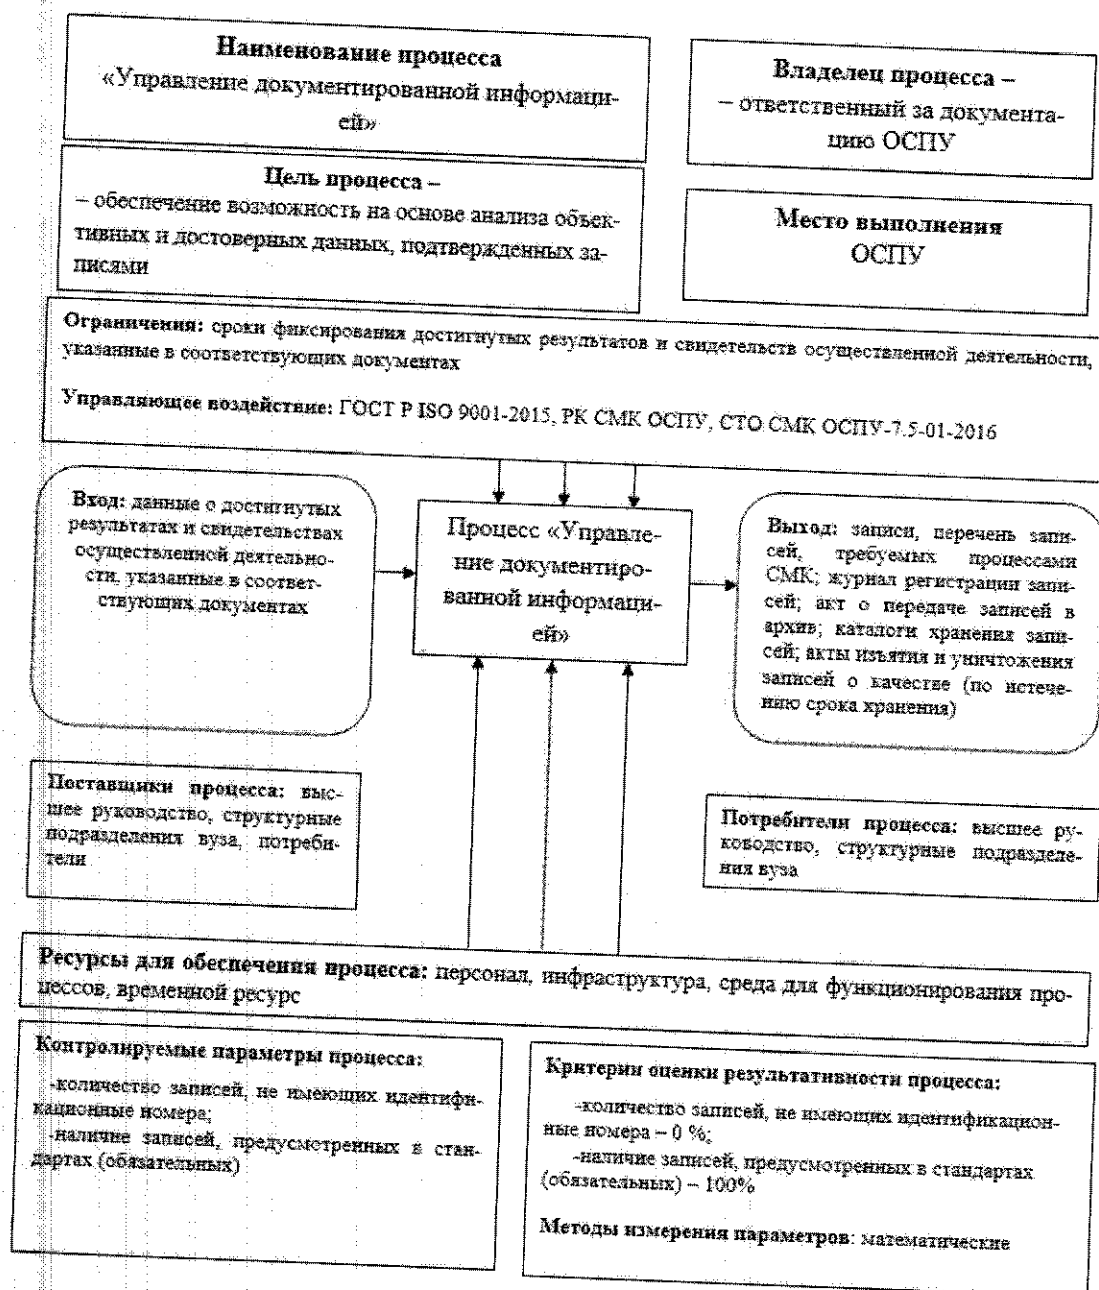 Наименование процесса
«Управление документированной информаци-
ей»
Владелец процесса –
– ответственный за документа-
цию ОСПУ
Цель процесса –
– обеспечение возможность на основе анализа объек-
тивных и достоверных данных, подтвержденных за-
писями
Место выполнения
ОСПУ
Ограничения: сроки фиксирования достигнутых результатов и свидетельств осуществленной деятельности,
указанные в соответствующих документах
Управляющее воздействие: ГОСТ Р ISO 9001-2015, РК СМК ОСПУ, СТО СМК ОСПУ-7.5-01-2016
Вход: данные о достигнутых
результатах и свидетельствах
осуществленной деятельно-
сти, указанные в соответ-
ствующих документах
Процесс «Управле-
ние документиро-
ванной информаци-
ей»
Выход: записи, перечень запи-
сей, требуемых процессами
СМК; журнал регистрации запи-
сей; акт о передаче записей в
архив; каталоги хранения запи-
сей; акты изъятия и уничтожения
записей о качестве (по истече-
нию срока хранения)
Поставщики процесса: выс-
шее руководство, структурные
подразделения вуза, потреби-
тели
Потребители процесса: высшее ру-
ководство, структурные подразделе-
ния вуза
Ресурсы для обеспечения процесса: персонал, инфраструктура, среда для функционирования про-
цессов, временной ресурс
Контролируемые параметры процесса:
-количество записей, не имеющих идентифи-
кационные номера;
-наличие записей, предусмотренных в стан-
дартах (обязательных)
Критерии оценки результативности процесса:
-количество записей, не имеющих идентификацион-
ные номера – 0 %;
-наличие записей, предусмотренных в стандартах
(обязательных) – 100%
Методы измерения параметров: математические